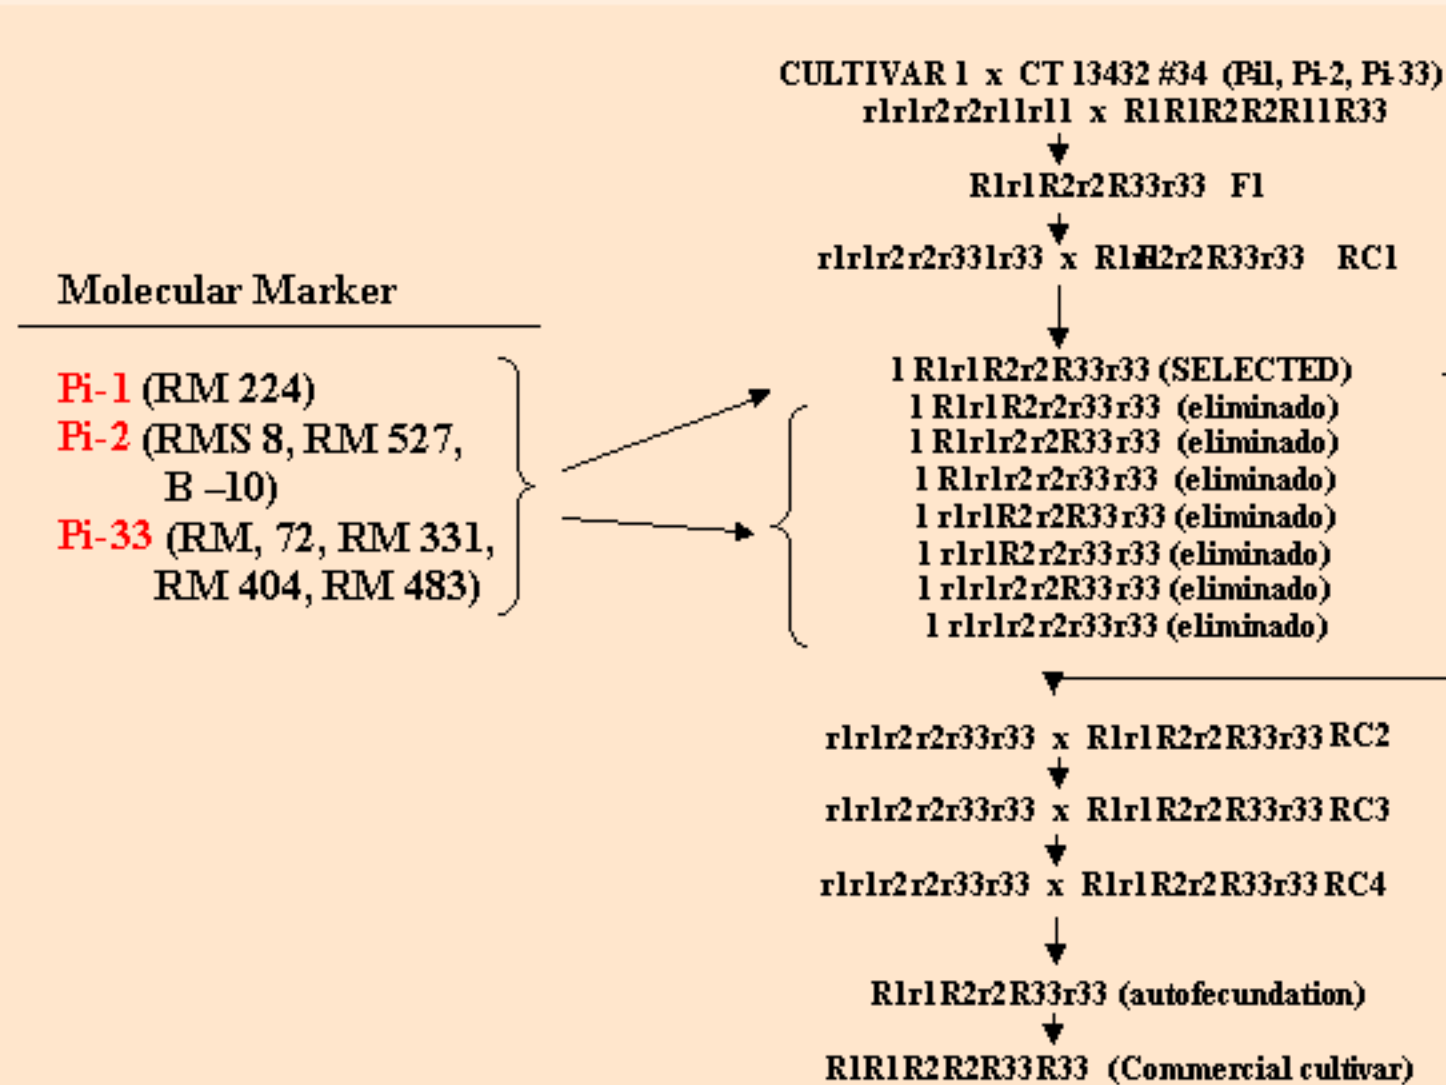 CULTIVAR 1 x CT 13432 #34 (Pi1, Pi-2, Pi-33)
r1r1r2r2r11r11 x R1R1R2R2R11R33
R1r1R2r2R33r33 F1
r1r1r2r2r331r33 x R33r33 RC1
Molecular Marker
Pi-1 (RM 224)
Pi-2 (RMS 8, RM 527,
B –10)
Pi-33 (RM, 72, RM 331,
RM 404, RM 483)
1 R1r1R2r2R33r33 (SELECTED)
1 R1r1R2r2r33r33 (eliminado)
1 R1r1r2r2R33r33 (eliminado)
1 R1r1r2r2r33r33 (eliminado)
1 r1r1R2r2R33r33 (eliminado)
1 r1r1R2r2r33r33 (eliminado)
1 r1r1r2r2R33r33 (eliminado)
1 r1r1r2r2r33r33 (eliminado)
r1r1r2r2r33r33 x R1r1R2r2R33r33 RC2
r1r1r2r2r33r33 x R1r1R2r2R33r33 RC3
r1r1r2r2r33r33 x R1r1R2r2R33r33 RC4
R1r1R2r2R33r33 (autofecundation)
R1R1R2R2R33R33 (Commercial cultivar)